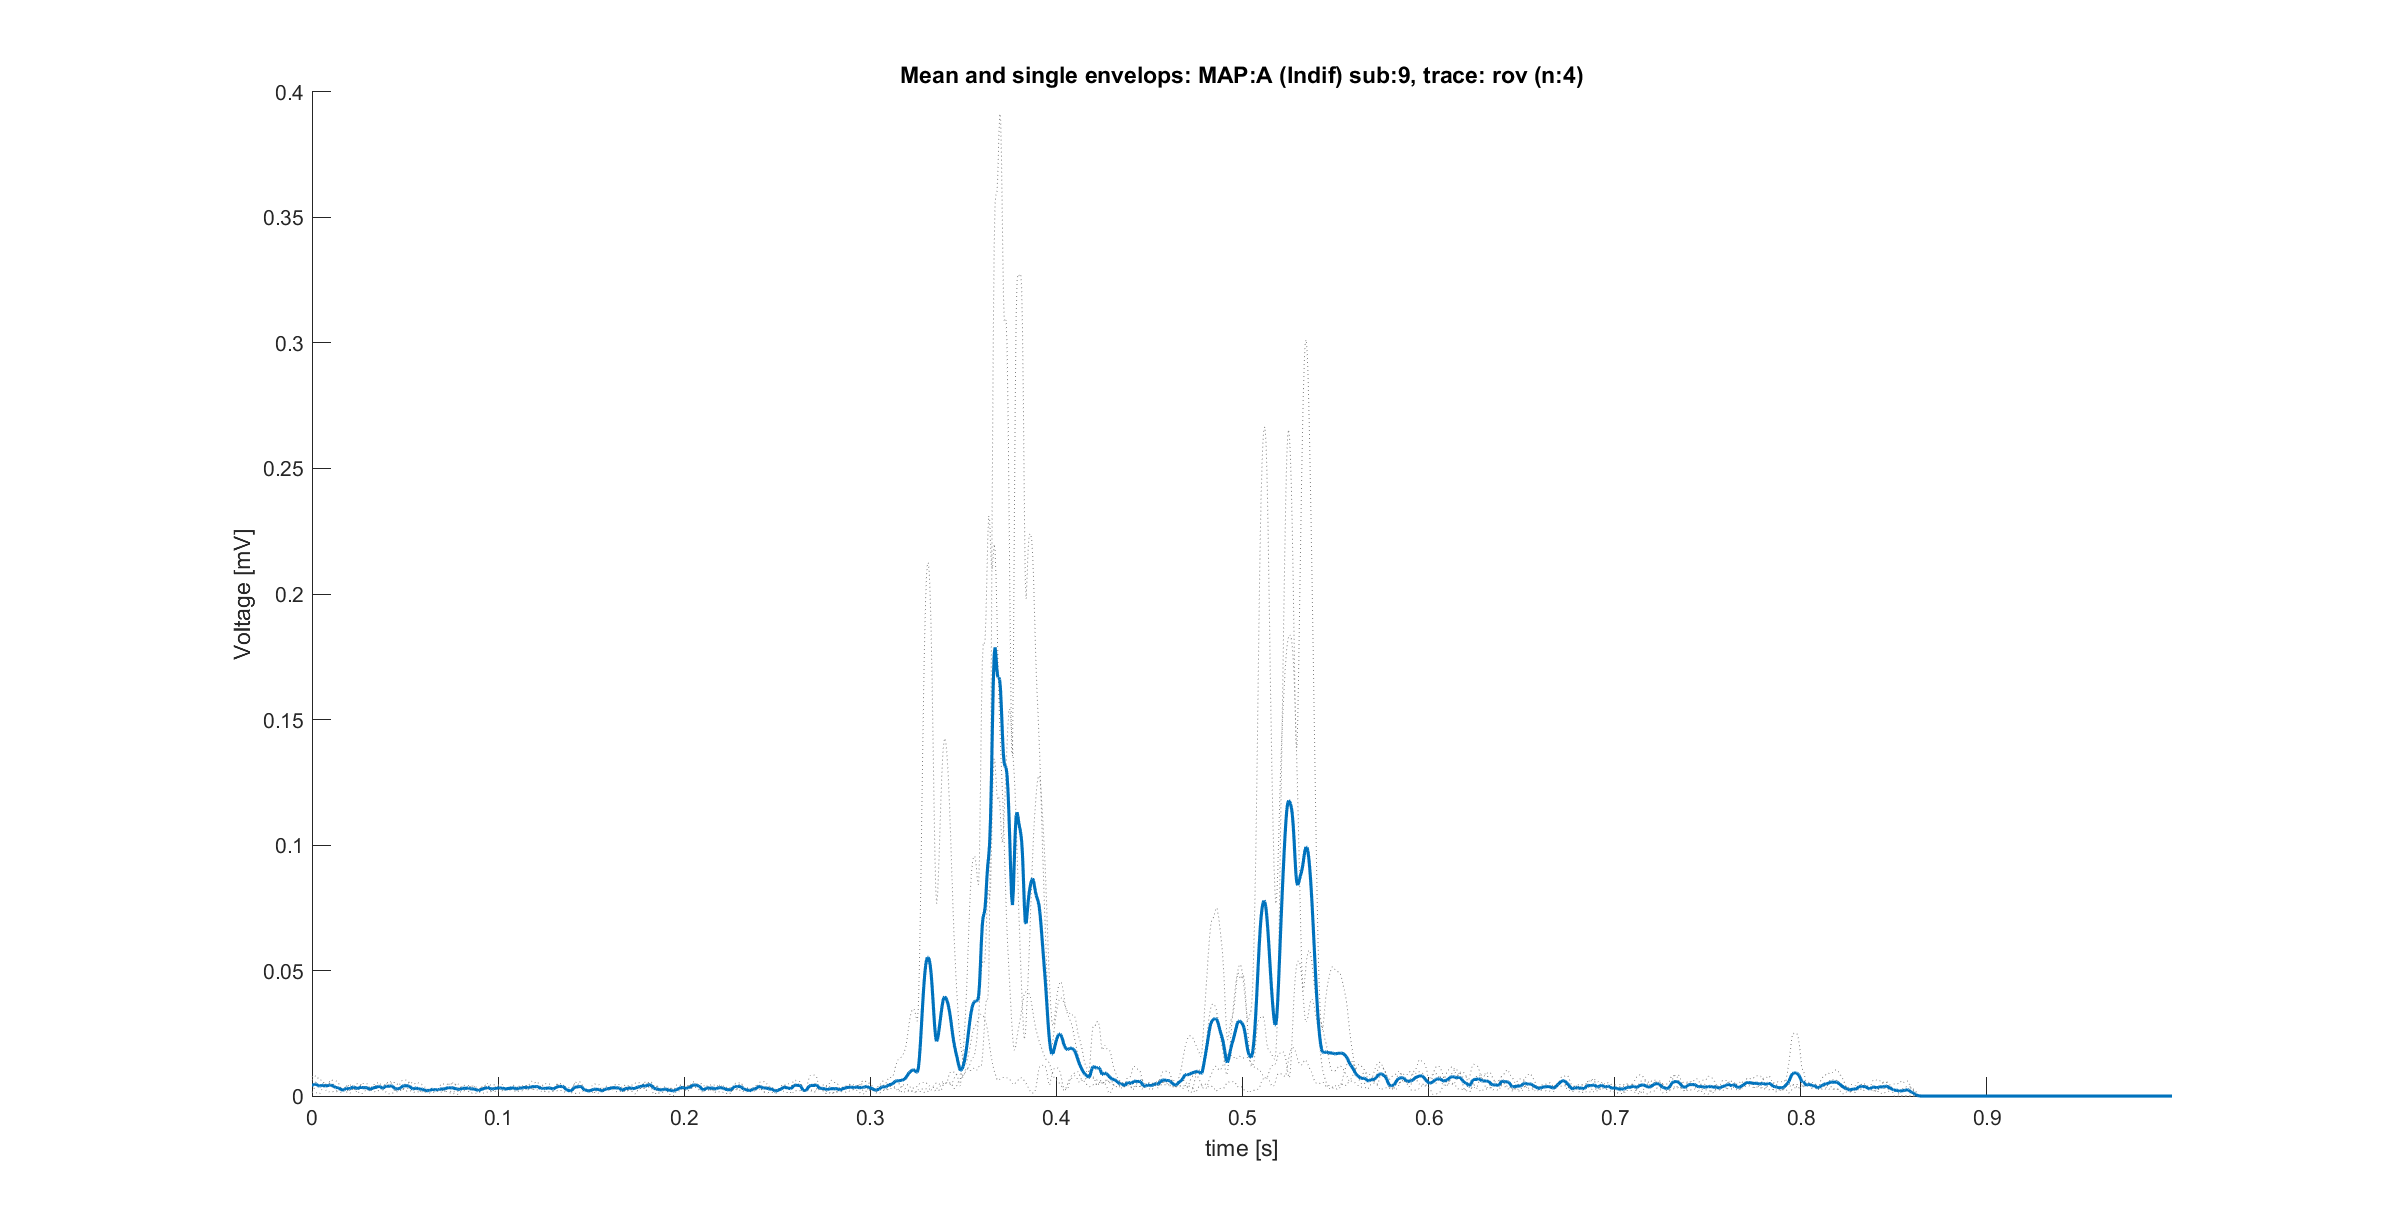 Mean and single envelops: MAP:A (Indif) sub:9, trace: rov (n:4)
0.4
0.35
0.3
0.25
0.2
0.15
0.1
0.05
0
Voltage [mV]
0 0.1 0.2 0.3 0.4 0.5 0.6 0.7 0.8 0.9
time [s]